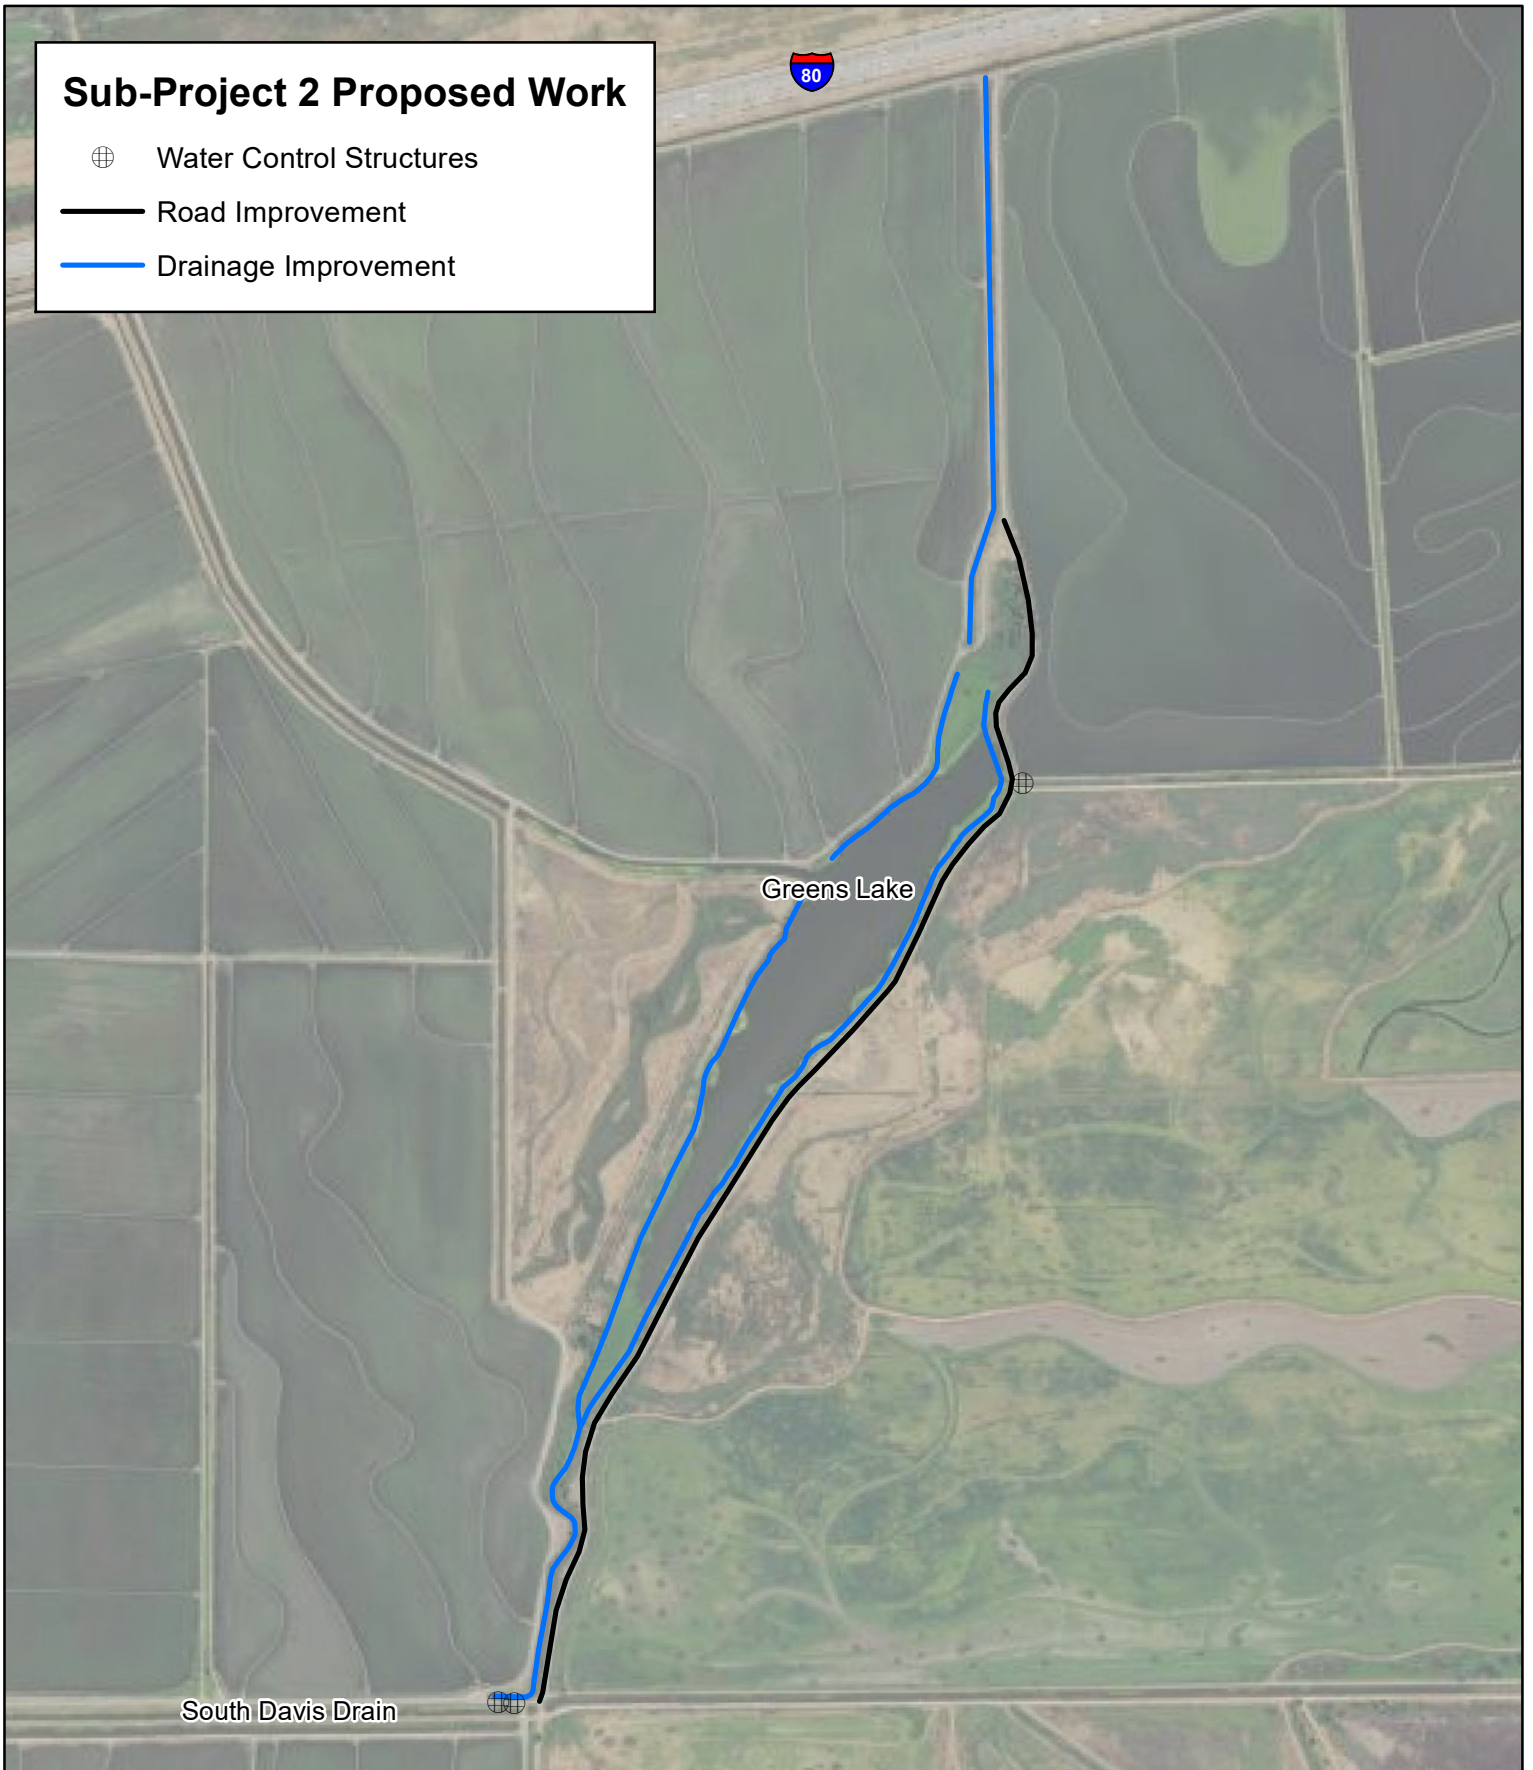 Sub-Project 2 Proposed Work
Water Control Structures
Road Improvement
Drainage Improvement
80
Greens Lake
South Davis Drain